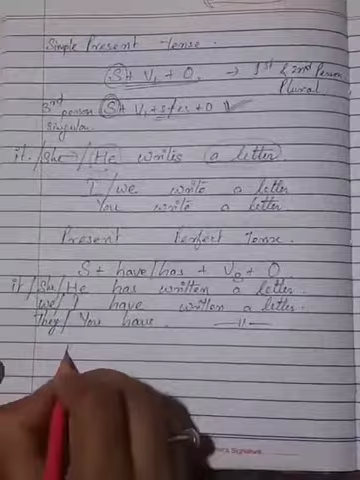 Simple Present Tense.
S + V1 + O. → 1st & 2nd Person
Plural
3rd person S + V1 + s/es + O
singular
it / She → / He writes a letter
I / we write a letter
You write a letter
Present Perfect Tense.
S + have/has + V3 + O
it / She / He has written a letter.
we / I have written a letter.
They / You have — 11 —
Signature